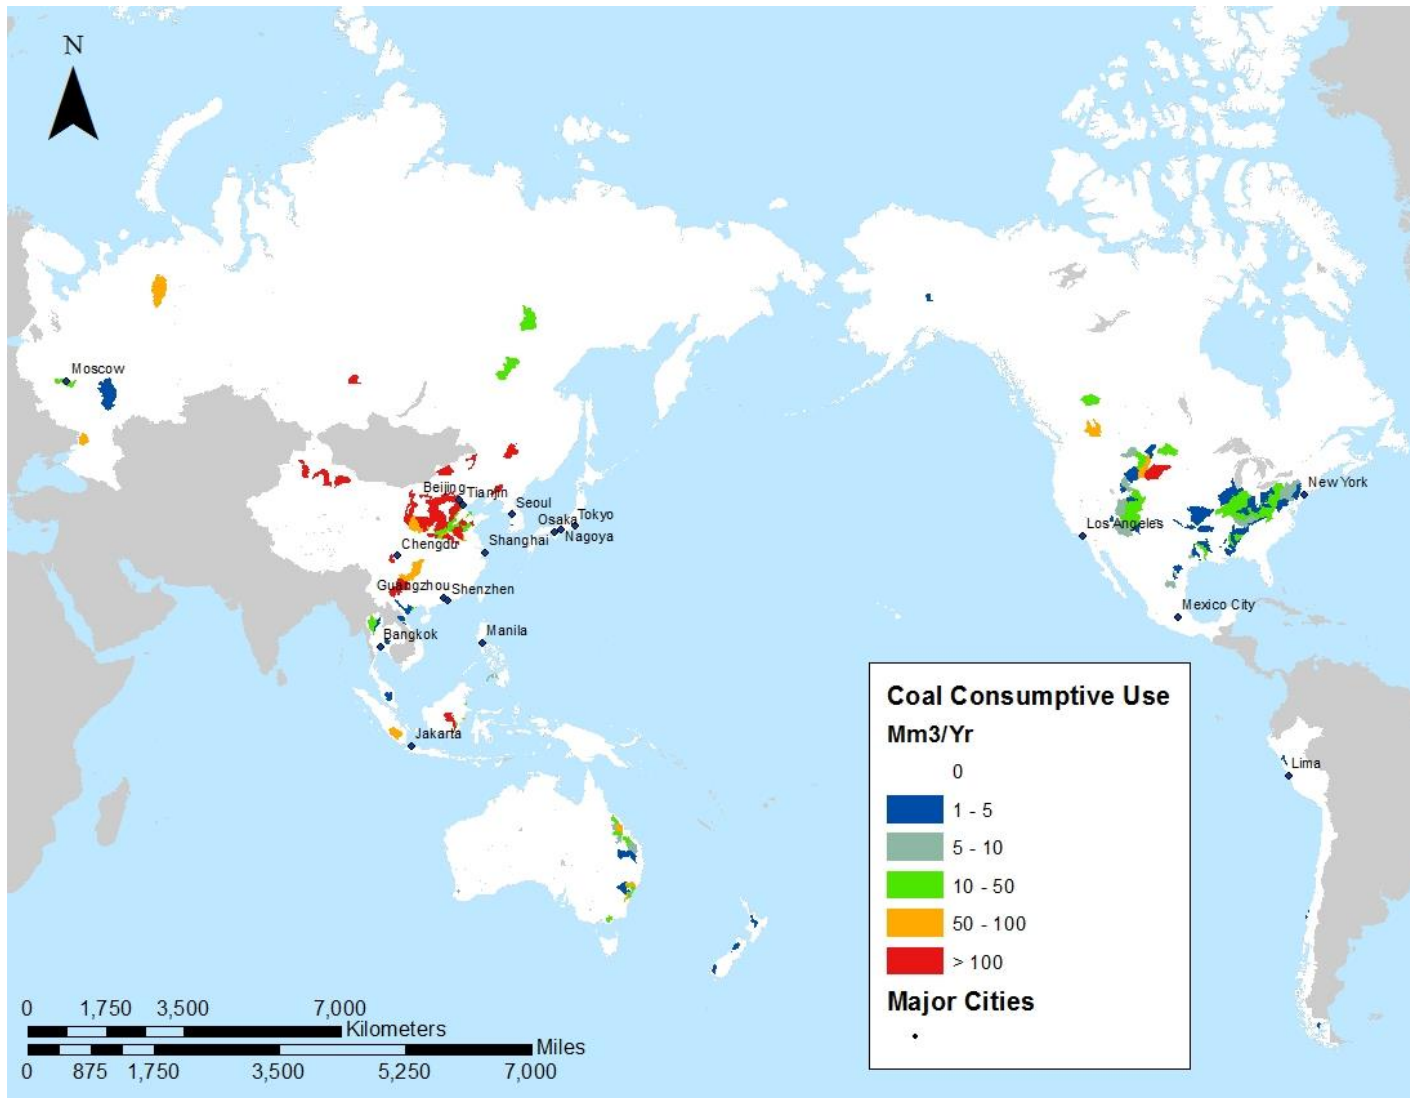 N
Moscow
Beijing
Tianjin
Seoul
Osaka
Tokyo
Nagoya
Chengdu
Shanghai
Guangzhou
Shenzhen
Bangkok
Manila
Jakarta
New York
Los Angeles
Mexico City
Lima
Coal Consumptive Use
Mm3/Yr
0
1 - 5
5 - 10
10 - 50
50 - 100
> 100
Major Cities
0 1,750 3,500 7,000
Kilometers
Miles
0 875 1,750 3,500 5,250 7,000